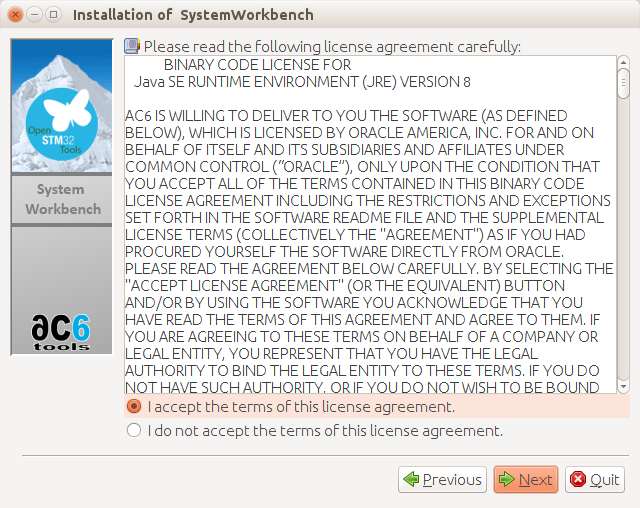 Installation of SystemWorkbench
Please read the following license agreement carefully:
BINARY CODE LICENSE FOR
Java SE RUNTIME ENVIRONMENT (JRE) VERSION 8
AC6 IS WILLING TO DELIVER TO YOU THE SOFTWARE (AS DEFINED
BELOW), WHICH IS LICENSED BY ORACLE AMERICA, INC. FOR AND ON
BEHALF OF ITSELF AND ITS SUBSIDIARIES AND AFFILIATES UNDER
COMMON CONTROL (“ORACLE”), ONLY UPON THE CONDITION THAT
YOU ACCEPT ALL OF THE TERMS CONTAINED IN THIS BINARY CODE
LICENSE AGREEMENT INCLUDING THE RESTRICTIONS AND EXCEPTIONS
SET FORTH IN THE SOFTWARE README FILE AND THE SUPPLEMENTAL
LICENSE TERMS (COLLECTIVELY THE "AGREEMENT") AS IF YOU HAD
PROCURED YOURSELF THE SOFTWARE DIRECTLY FROM ORACLE.
PLEASE READ THE AGREEMENT BELOW CAREFULLY. BY SELECTING THE
"ACCEPT LICENSE AGREEMENT" (OR THE EQUIVALENT) BUTTON
AND/OR BY USING THE SOFTWARE YOU ACKNOWLEDGE THAT YOU
HAVE READ THE TERMS OF THIS AGREEMENT AND AGREE TO THEM. IF
YOU ARE AGREEING TO THESE TERMS ON BEHALF OF A COMPANY OR
LEGAL ENTITY, YOU REPRESENT THAT YOU HAVE THE LEGAL
AUTHORITY TO BIND THE LEGAL ENTITY TO THESE TERMS. IF YOU DO
NOT HAVE SUCH AUTHORITY, OR IF YOU DO NOT WISH TO BE BOUND
Open
STM32
Tools
System
Workbench
ac6
tools
I accept the terms of this license agreement.
I do not accept the terms of this license agreement.
Previous
Next
Quit